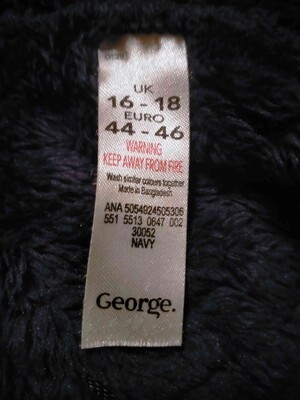 UK
16 - 18
EURO
44 - 46
WARNING
KEEP AWAY FROM FIRE
Wash similar colours together
Made in Bangladesh
ANA 5054924505306
551 5513 0647 002
30052
NAVY
George.